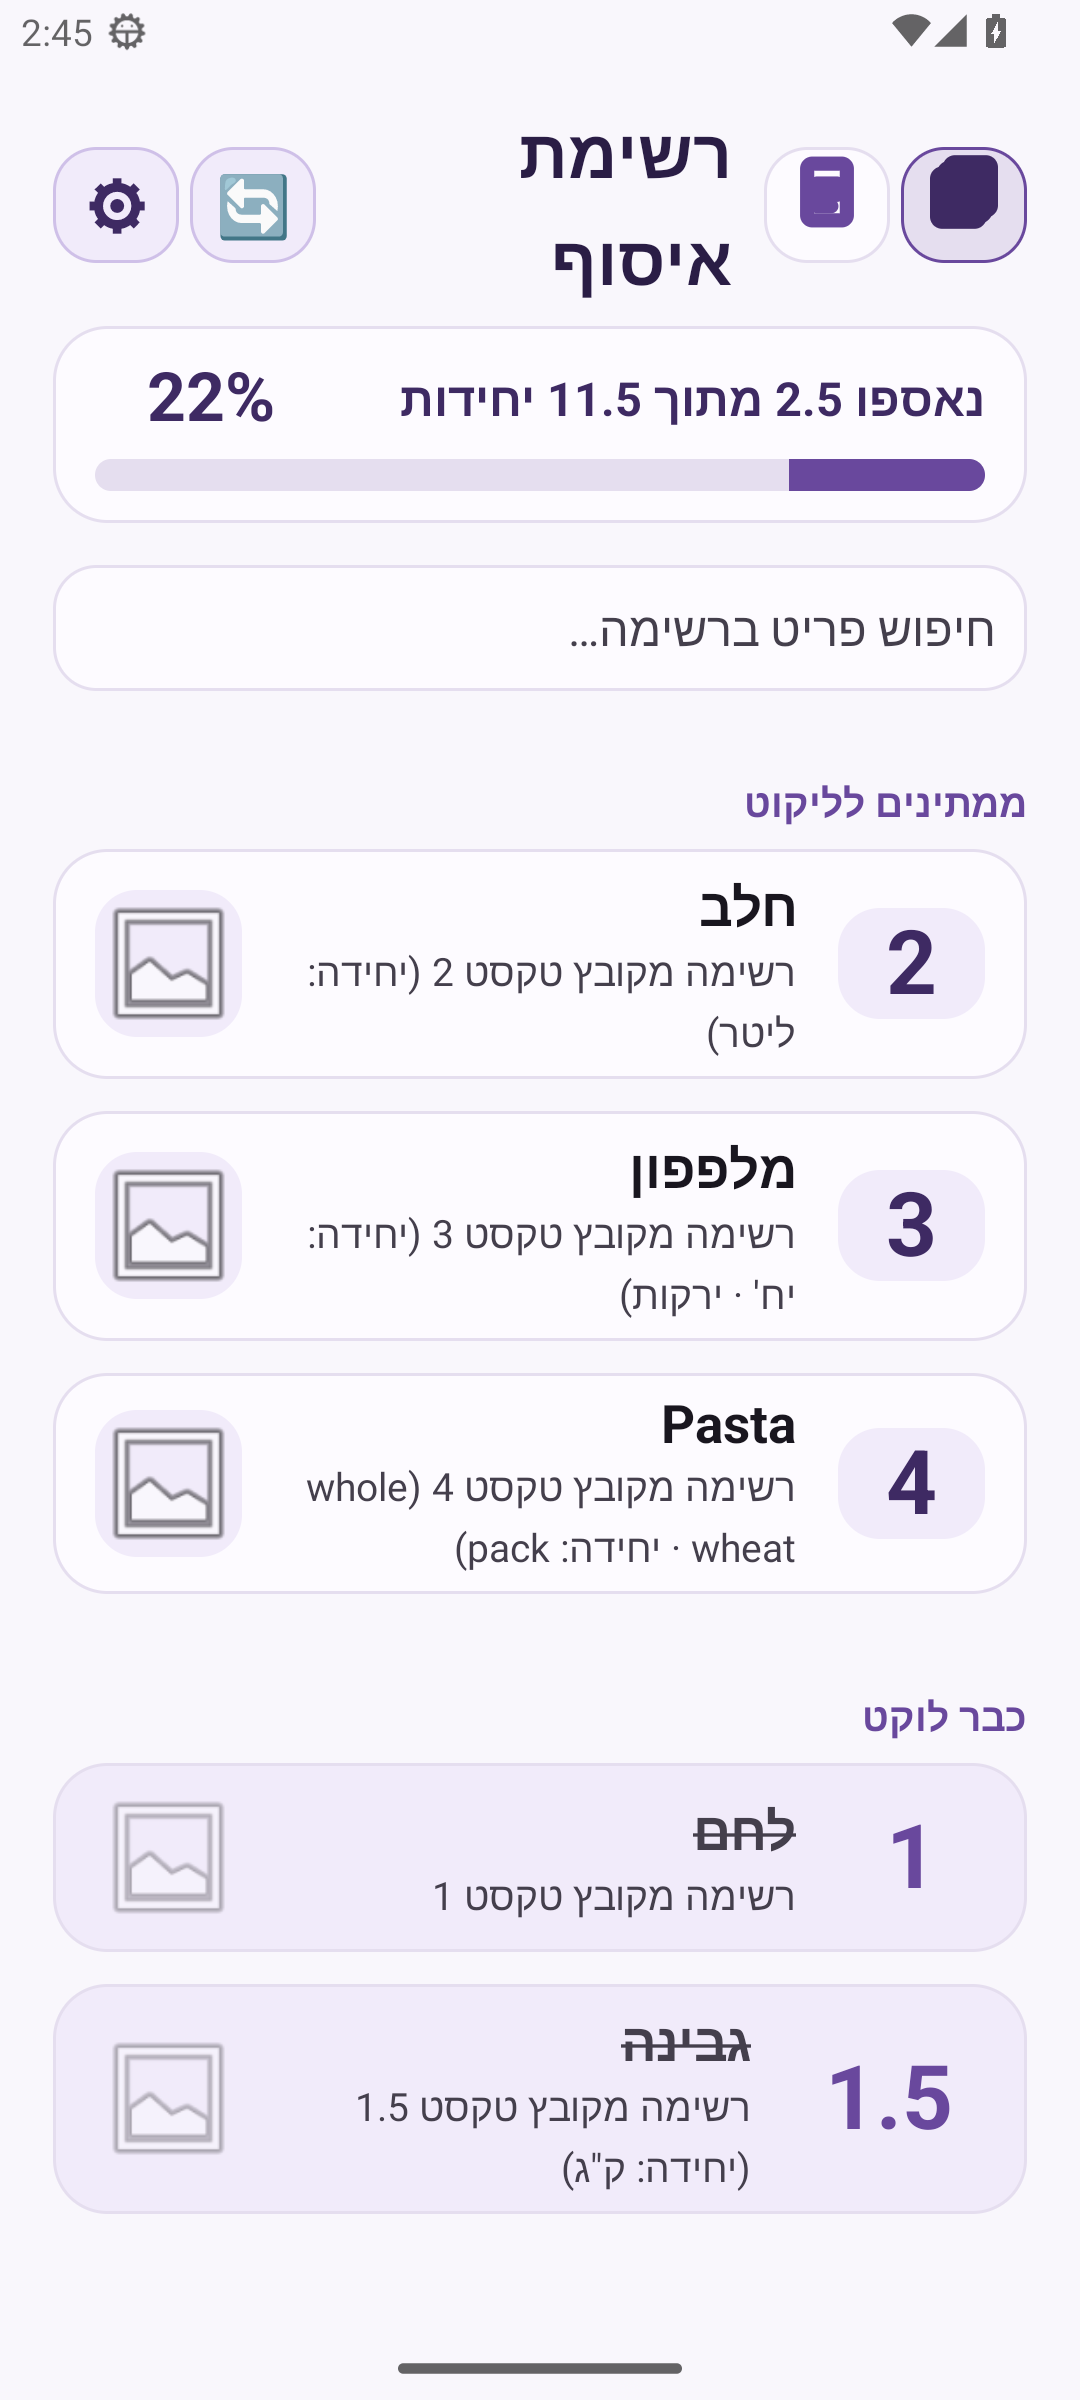 2:45
רשימת
איסוף
נאספו 2.5 מתוך 11.5 יחידות
22%
חיפוש פריט ברשימה...
ממתינים לליקוט
2
חלב
רשימה מקובץ טקסט 2 (יחידה:
ליטר)
3
מלפפון
רשימה מקובץ טקסט 3 (יחידה:
יח' · ירקות)
4
Pasta
רשימה מקובץ טקסט 4 (whole
wheat · יחידה: pack)
כבר לוקט
1
לחם
רשימה מקובץ טקסט 1
1.5
גבינה
רשימה מקובץ טקסט 1.5
(יחידה: ק"ג)